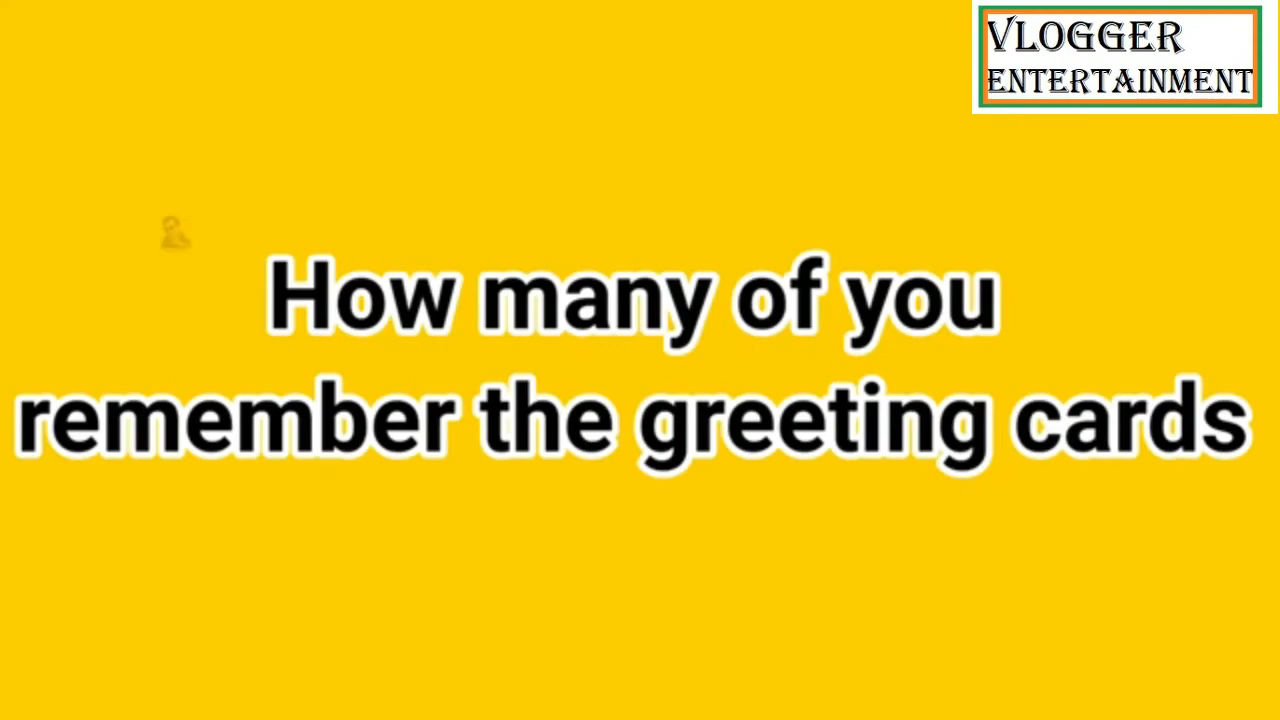 VLOGGER
ENTERTAINMENT
How many of you
remember the greeting cards